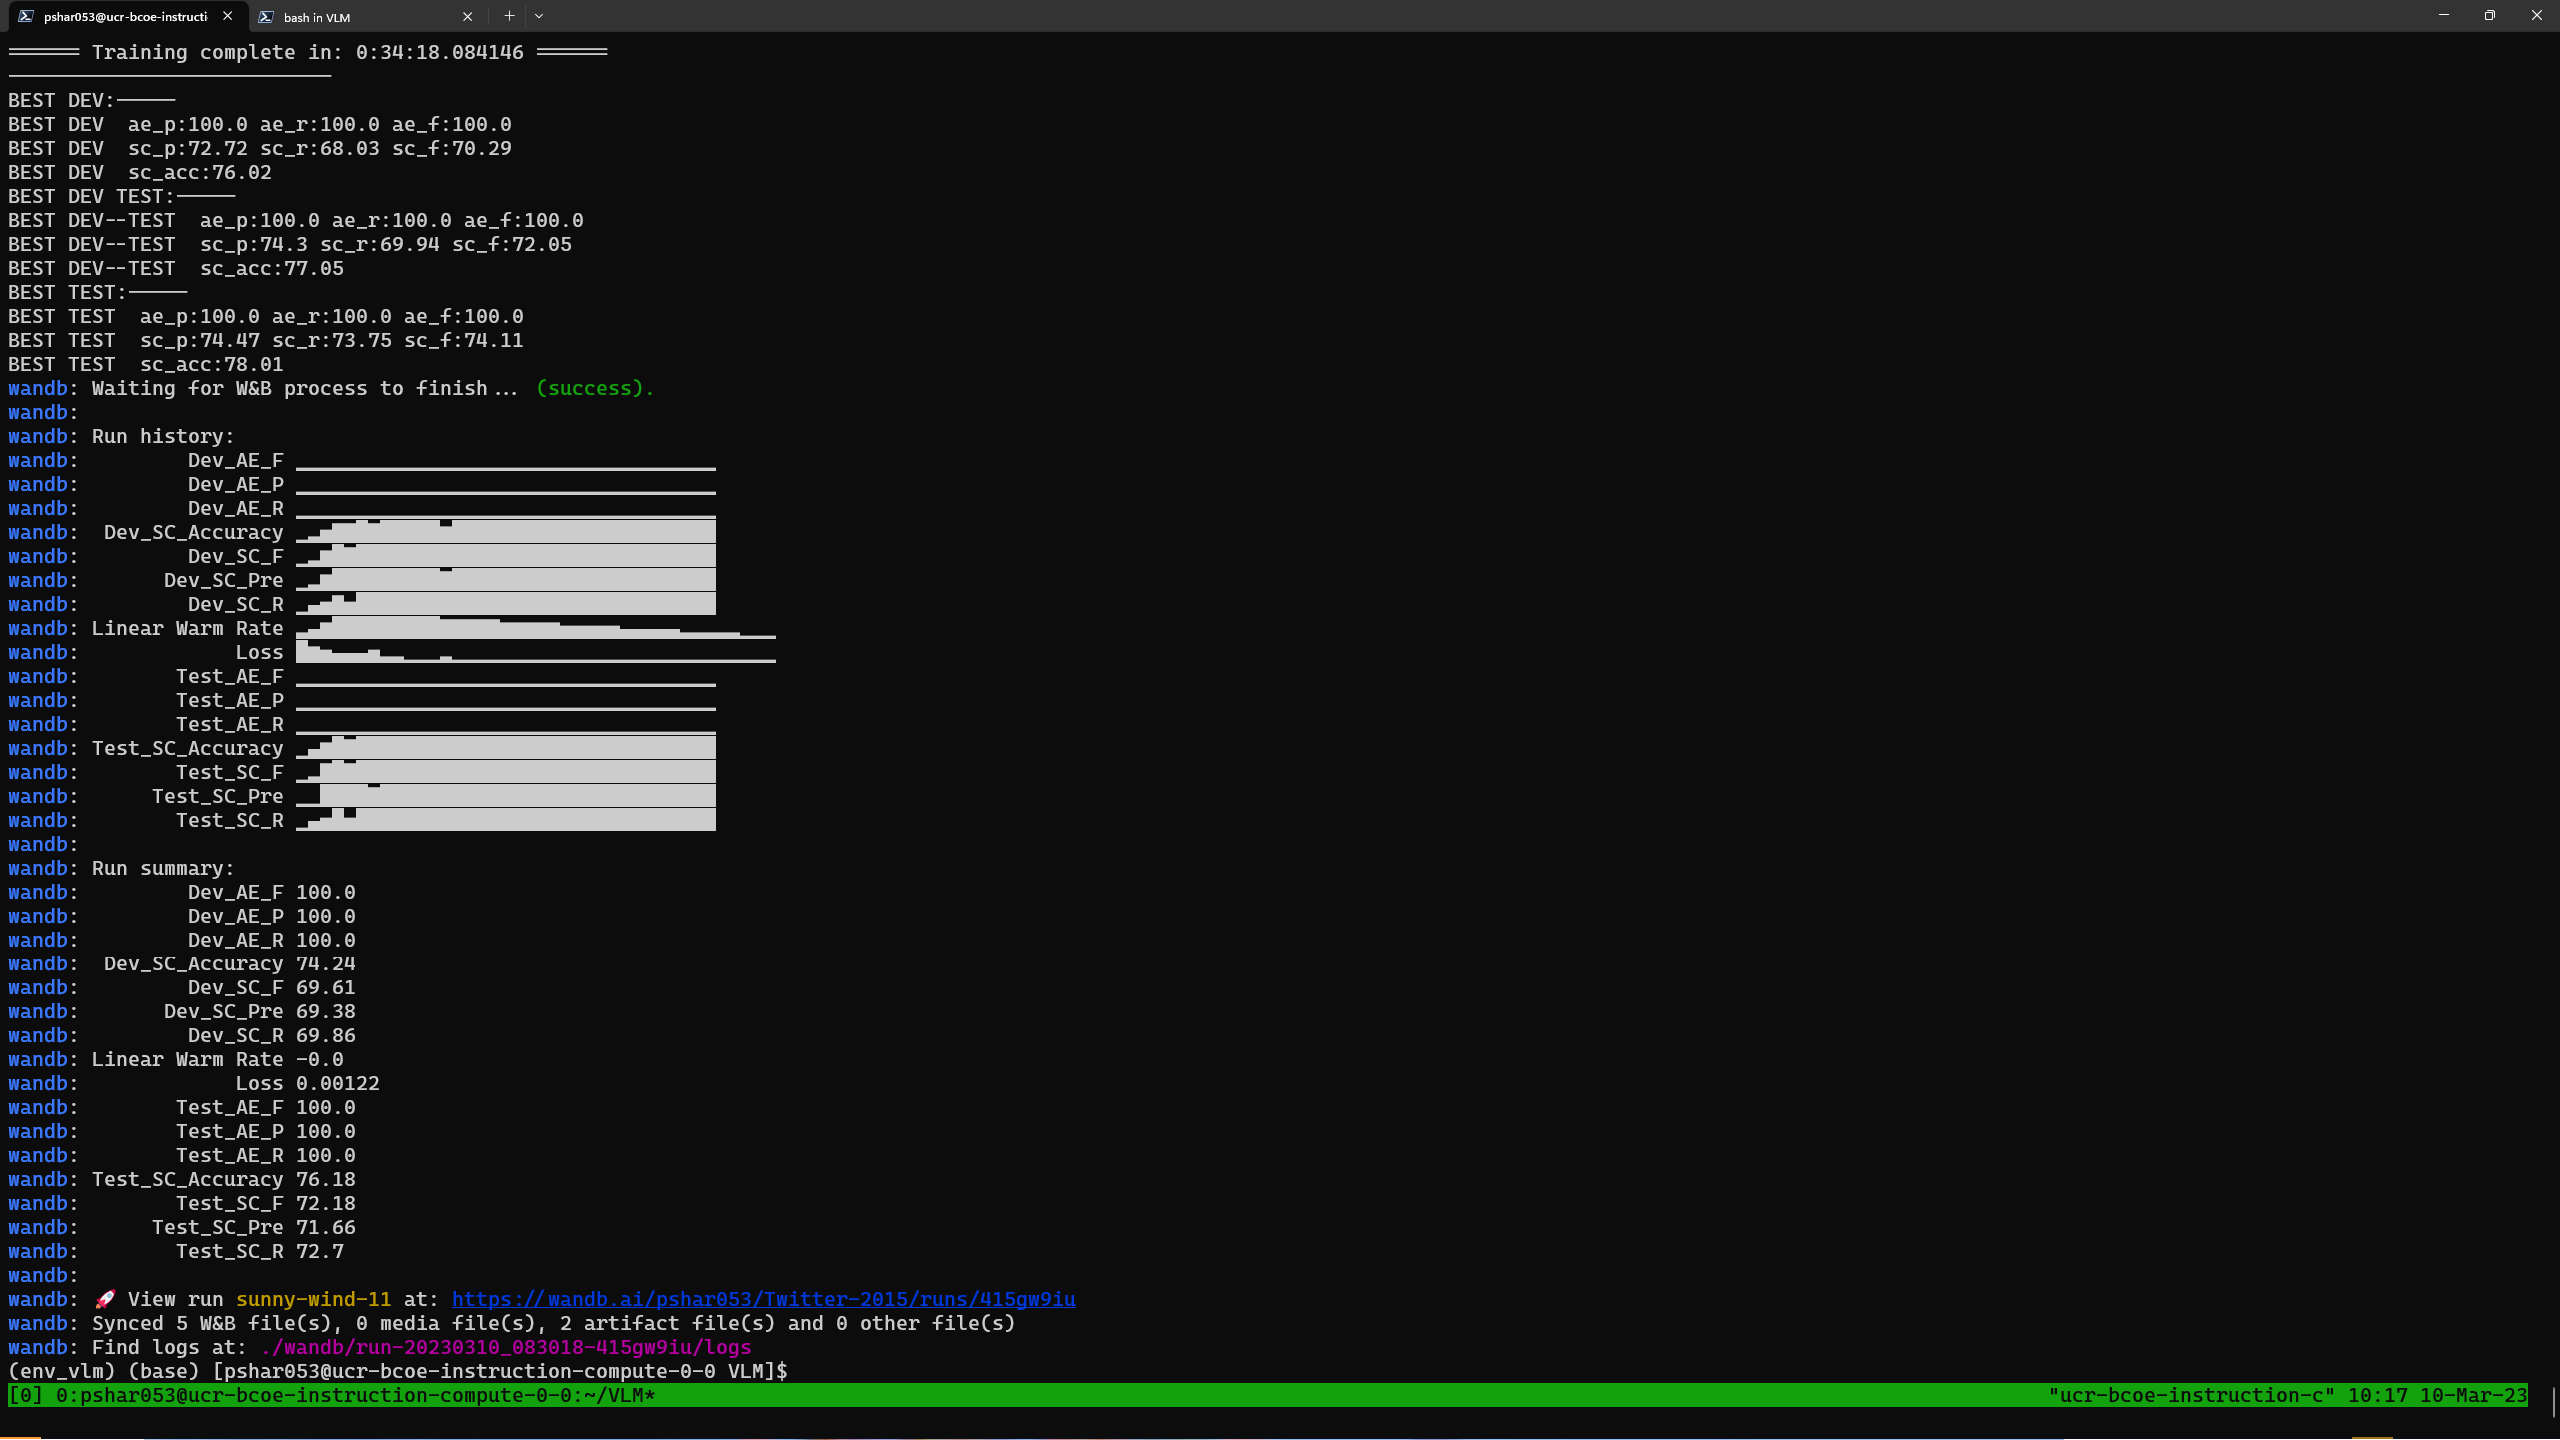 pshar053@ucr-bcoe-instructi
bash in VLM
====== Training complete in: 0:34:18.084146 ======
BEST DEV:-----
BEST DEV  ae_p:100.0 ae_r:100.0 ae_f:100.0
BEST DEV  sc_p:72.72 sc_r:68.03 sc_f:70.29
BEST DEV  sc_acc:76.02
BEST DEV TEST:-----
BEST DEV--TEST  ae_p:100.0 ae_r:100.0 ae_f:100.0
BEST DEV--TEST  sc_p:74.3 sc_r:69.94 sc_f:72.05
BEST DEV--TEST  sc_acc:77.05
BEST TEST:-----
BEST TEST  ae_p:100.0 ae_r:100.0 ae_f:100.0
BEST TEST  sc_p:74.47 sc_r:73.75 sc_f:74.11
BEST TEST  sc_acc:78.01
wandb: Waiting for W&B process to finish... (success).
wandb:
wandb: Run history:
wandb: Dev_AE_F
wandb: Dev_AE_P
wandb: Dev_AE_R
wandb: Dev_SC_Accuracy
wandb: Dev_SC_F
wandb: Dev_SC_Pre
wandb: Dev_SC_R
wandb: Linear Warm Rate
wandb: Loss
wandb: Test_AE_F
wandb: Test_AE_P
wandb: Test_AE_R
wandb: Test_SC_Accuracy
wandb: Test_SC_F
wandb: Test_SC_Pre
wandb: Test_SC_R
wandb:
wandb: Run summary:
wandb: Dev_AE_F 100.0
wandb: Dev_AE_P 100.0
wandb: Dev_AE_R 100.0
wandb: Dev_SC_Accuracy 74.24
wandb: Dev_SC_F 69.61
wandb: Dev_SC_Pre 69.38
wandb: Dev_SC_R 69.86
wandb: Linear Warm Rate -0.0
wandb: Loss 0.00122
wandb: Test_AE_F 100.0
wandb: Test_AE_P 100.0
wandb: Test_AE_R 100.0
wandb: Test_SC_Accuracy 76.18
wandb: Test_SC_F 72.18
wandb: Test_SC_Pre 71.66
wandb: Test_SC_R 72.7
wandb:
wandb: 🚀 View run sunny-wind-11 at: https://wandb.ai/pshar053/Twitter-2015/runs/415gw9iu
wandb: Synced 5 W&B file(s), 0 media file(s), 2 artifact file(s) and 0 other file(s)
wandb: Find logs at: ./wandb/run-20230310_083018-415gw9iu/logs
(env_vlm) (base) [pshar053@ucr-bcoe-instruction-compute-0-0 VLM]$
[0] 0:pshar053@ucr-bcoe-instruction-compute-0-0:~/VLM* "ucr-bcoe-instruction-c" 10:17 10-Mar-23